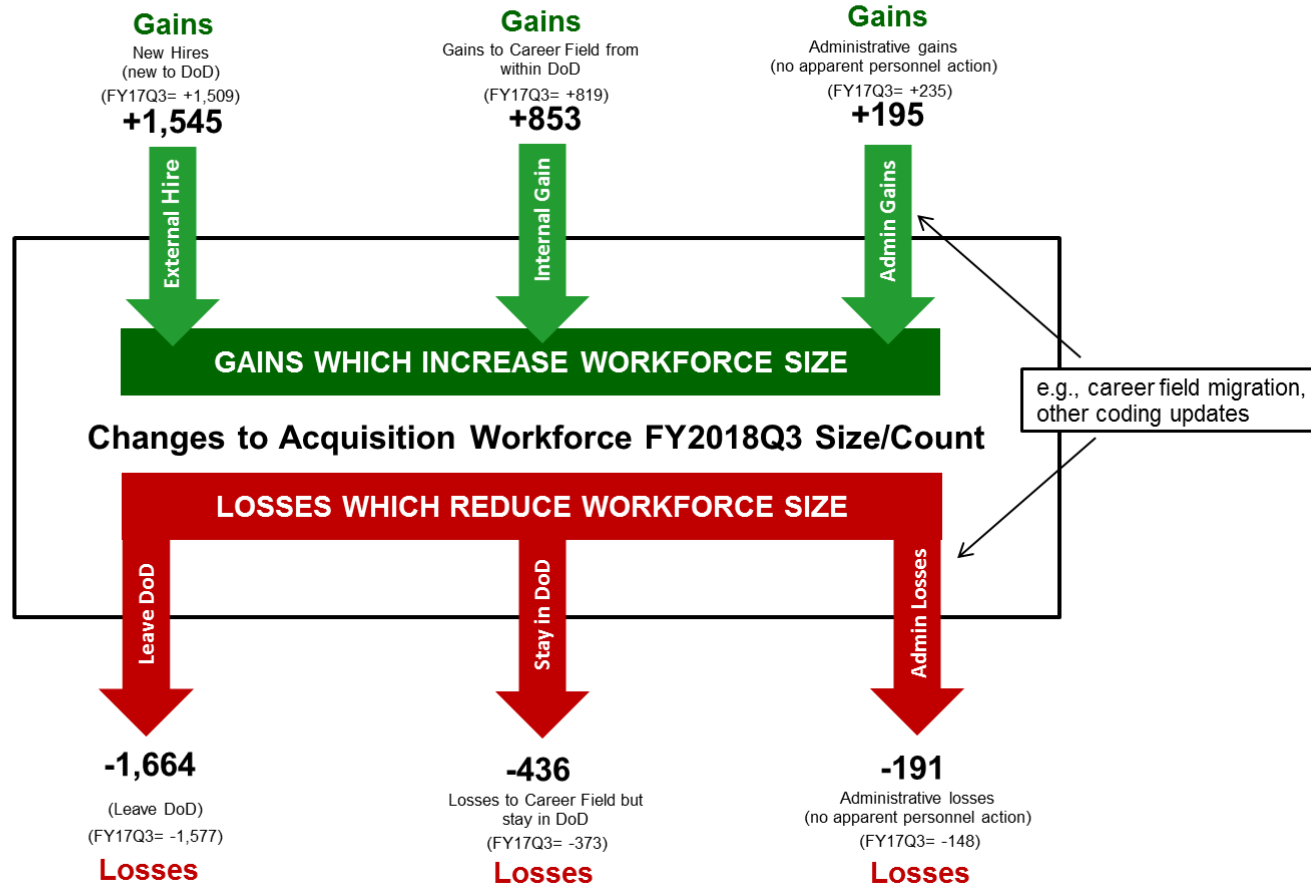 Gains
New Hires
(new to DoD)
(FY17Q3= +1,509)
+1,545
External Hire
Gains
Gains to Career Field from
within DoD
(FY17Q3= +819)
+853
Internal Gain
Gains
Administrative gains
(no apparent personnel action)
(FY17Q3= +235)
+195
Admin Gains
GAINS WHICH INCREASE WORKFORCE SIZE
e.g., career field migration,
other coding updates
Changes to Acquisition Workforce FY2018Q3 Size/Count
LOSSES WHICH REDUCE WORKFORCE SIZE
Leave DoD
-1,664
(Leave DoD)
(FY17Q3= -1,577)
Losses
Stay in DoD
-436
Losses to Career Field but
stay in DoD
(FY17Q3= -373)
Losses
Admin Losses
-191
Administrative losses
(no apparent personnel action)
(FY17Q3= -148)
Losses